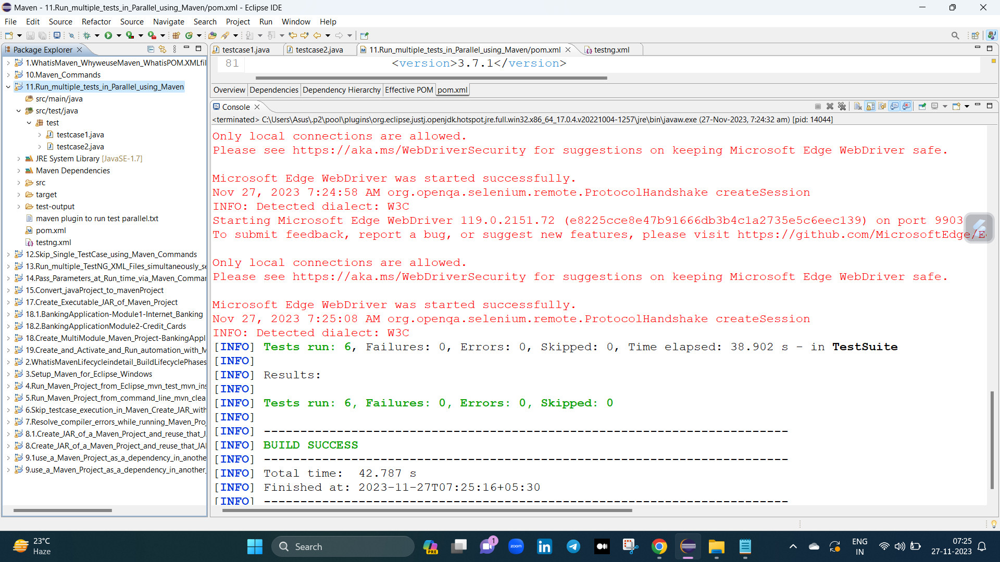 Maven - 11.Run_multiple_tests_in_Parallel_using_Maven/pom.xml - Eclipse IDE
File Edit Source Refactor Source Navigate Search Project Run Window Help
Package Explorer
1.WhatisMaven_WhyweuseMaven_WhatisPOM.XMLfil
10.Maven_Commands
11.Run_multiple_tests_in_Parallel_using_Maven
src/main/java
src/test/java
test
testcase1.java
testcase2.java
JRE System Library [JavaSE-1.7]
Maven Dependencies
src
target
test-output
maven plugin to run test parallel.txt
pom.xml
testng.xml
12.Skip_Single_TestCase_using_Maven_Commands
13.Run_multiple_TestNG_XML_Files_simultaneously_se
14.Pass_Parameters_at_Run_time_via_Maven_Commar
15.Convert_javaProject_to_mavenProject
17.Create_Executable_JAR_of_Maven_Project
18.1.BankingApplication-Module1-Internet_Banking
18.2.BankingApplicationModule2-Credit_Cards
18.Create_MultiModule_Maven_Project-BankingAppl
19.Create_and_Activate_and_Run_automation_with_M
2.WhatisMavenLifecycleindetail_BuildLifecyclePhases
3.Setup_Maven_for_Eclipse_Windows
4.Run_Maven_Project_from_Eclipse_mvn_test_mvn_ins
5.Run_Maven_Project_from_command_line_mvn_clea
6.Skip_testcase_execution_in_Maven_Create_JAR_with
7.Resolve_compiler_errors_while_running_Maven_Pro
8.1.Create_JAR_of_a_Maven_Project_and_reuse_that_J
8.Create_JAR_of_a_Maven_Project_and_reuse_that_JAI
9.1use_a_Maven_Project_as_a_dependency_in_anothe
9.use_a_Maven_Project_as_a_dependency_in_another_
testcase1.java testcase2.java 11.Run_multiple_tests_in_Parallel_using_Maven/pom.xml testng.xml
81 <version>3.7.1</version>
Overview Dependencies Dependency Hierarchy Effective POM pom.xml
Console
<terminated> C:\Users\Asus\.p2\pool\plugins\org.eclipse.justj.openjdk.hotspot.jre.full.win32.x86_64_17.0.4.v20221004-1257\jre\bin\javaw.exe (27-Nov-2023, 7:24:32 am) [pid: 14044]
Only local connections are allowed.
Please see https://aka.ms/WebDriverSecurity for suggestions on keeping Microsoft Edge WebDriver safe.
Microsoft Edge WebDriver was started successfully.
Nov 27, 2023 7:24:58 AM org.openqa.selenium.remote.ProtocolHandshake createSession
INFO: Detected dialect: W3C
Starting Microsoft Edge WebDriver 119.0.2151.72 (e8225cce8e47b91666db3b4c1a2735e5c6eec139) on port 9903
To submit feedback, report a bug, or suggest new features, please visit https://github.com/MicrosoftEdge/E
Only local connections are allowed.
Please see https://aka.ms/WebDriverSecurity for suggestions on keeping Microsoft Edge WebDriver safe.
Microsoft Edge WebDriver was started successfully.
Nov 27, 2023 7:25:08 AM org.openqa.selenium.remote.ProtocolHandshake createSession
INFO: Detected dialect: W3C
[INFO] Tests run: 6, Failures: 0, Errors: 0, Skipped: 0, Time elapsed: 38.902 s - in TestSuite
[INFO]
[INFO] Results:
[INFO]
[INFO] Tests run: 6, Failures: 0, Errors: 0, Skipped: 0
[INFO]
[INFO] ------------------------------------------------------------------------
[INFO] BUILD SUCCESS
[INFO] ------------------------------------------------------------------------
[INFO] Total time:  42.787 s
[INFO] Finished at: 2023-11-27T07:25:16+05:30
[INFO] ------------------------------------------------------------------------
23°C
Haze
Search
PRE
1
zoom
in
ENG
IN
07:25
27-11-2023